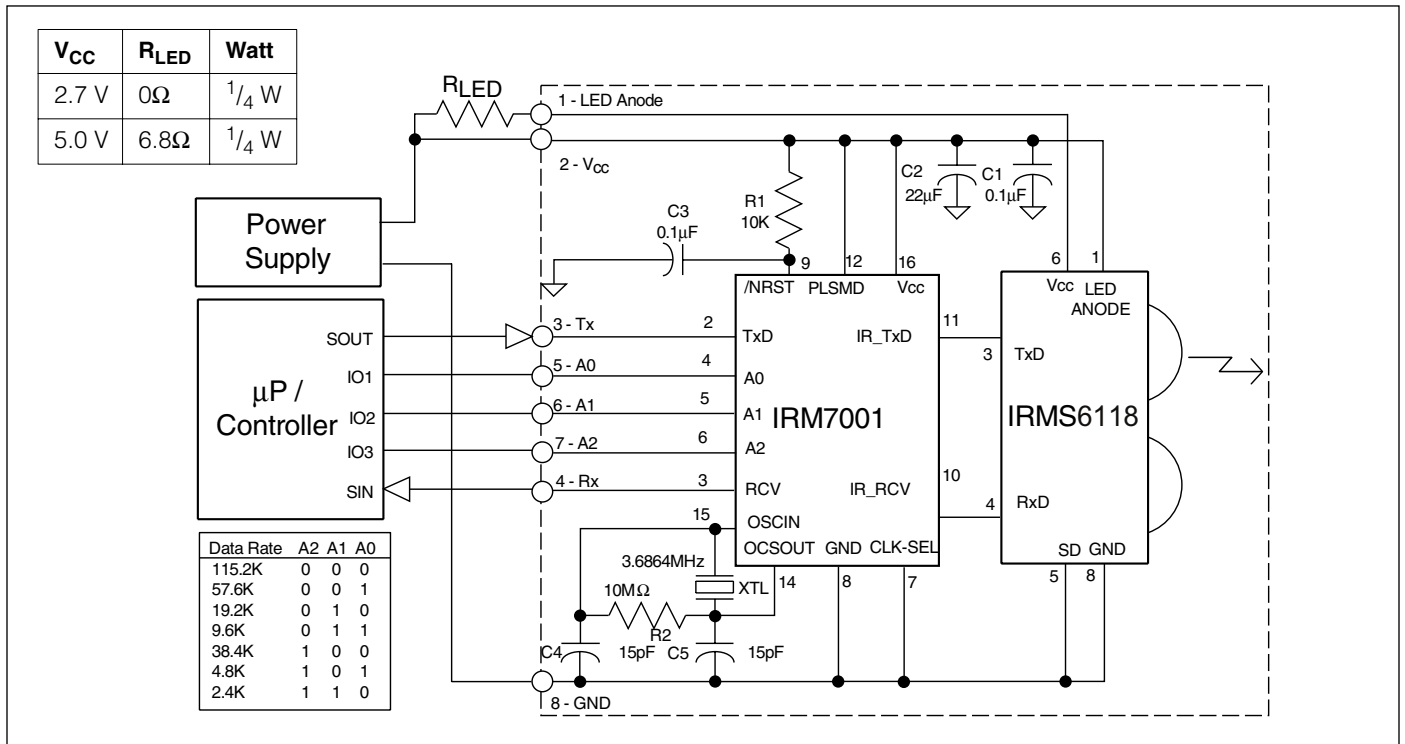 V_CC R_LED Watt
2.7 V 0Ω 1/4 W
5.0 V 6.8Ω 1/4 W
R_LED
1 - LED Anode
2 - V_CC
Power
Supply
C3
0.1µF
R1
10K
C2
22µF
C1
0.1µF
9 12 16
/NRST PLSMD Vcc
6 1
Vcc LED
ANODE
µP /
Controller
SOUT
IO1
IO2
IO3
SIN
3 - Tx
5 - A0
6 - A1
7 - A2
4 - Rx
2
4
5
6
3
15
TxD
A0
A1
A2
RCV
OSCIN
OCSOUT GND CLK-SEL
IRM7001
IR_TxD
IR_RCV
11
10
3
4
TxD
RxD
IRMS6118
SD GND
5 8
14 8 7
3.6864MHz
XTL
10MΩ
R2
C4 15pF
C5 15pF
8 - GND
Data Rate A2 A1 A0
115.2K 0 0 0
57.6K 0 0 1
19.2K 0 1 0
9.6K 0 1 1
38.4K 1 0 0
4.8K 1 0 1
2.4K 1 1 0